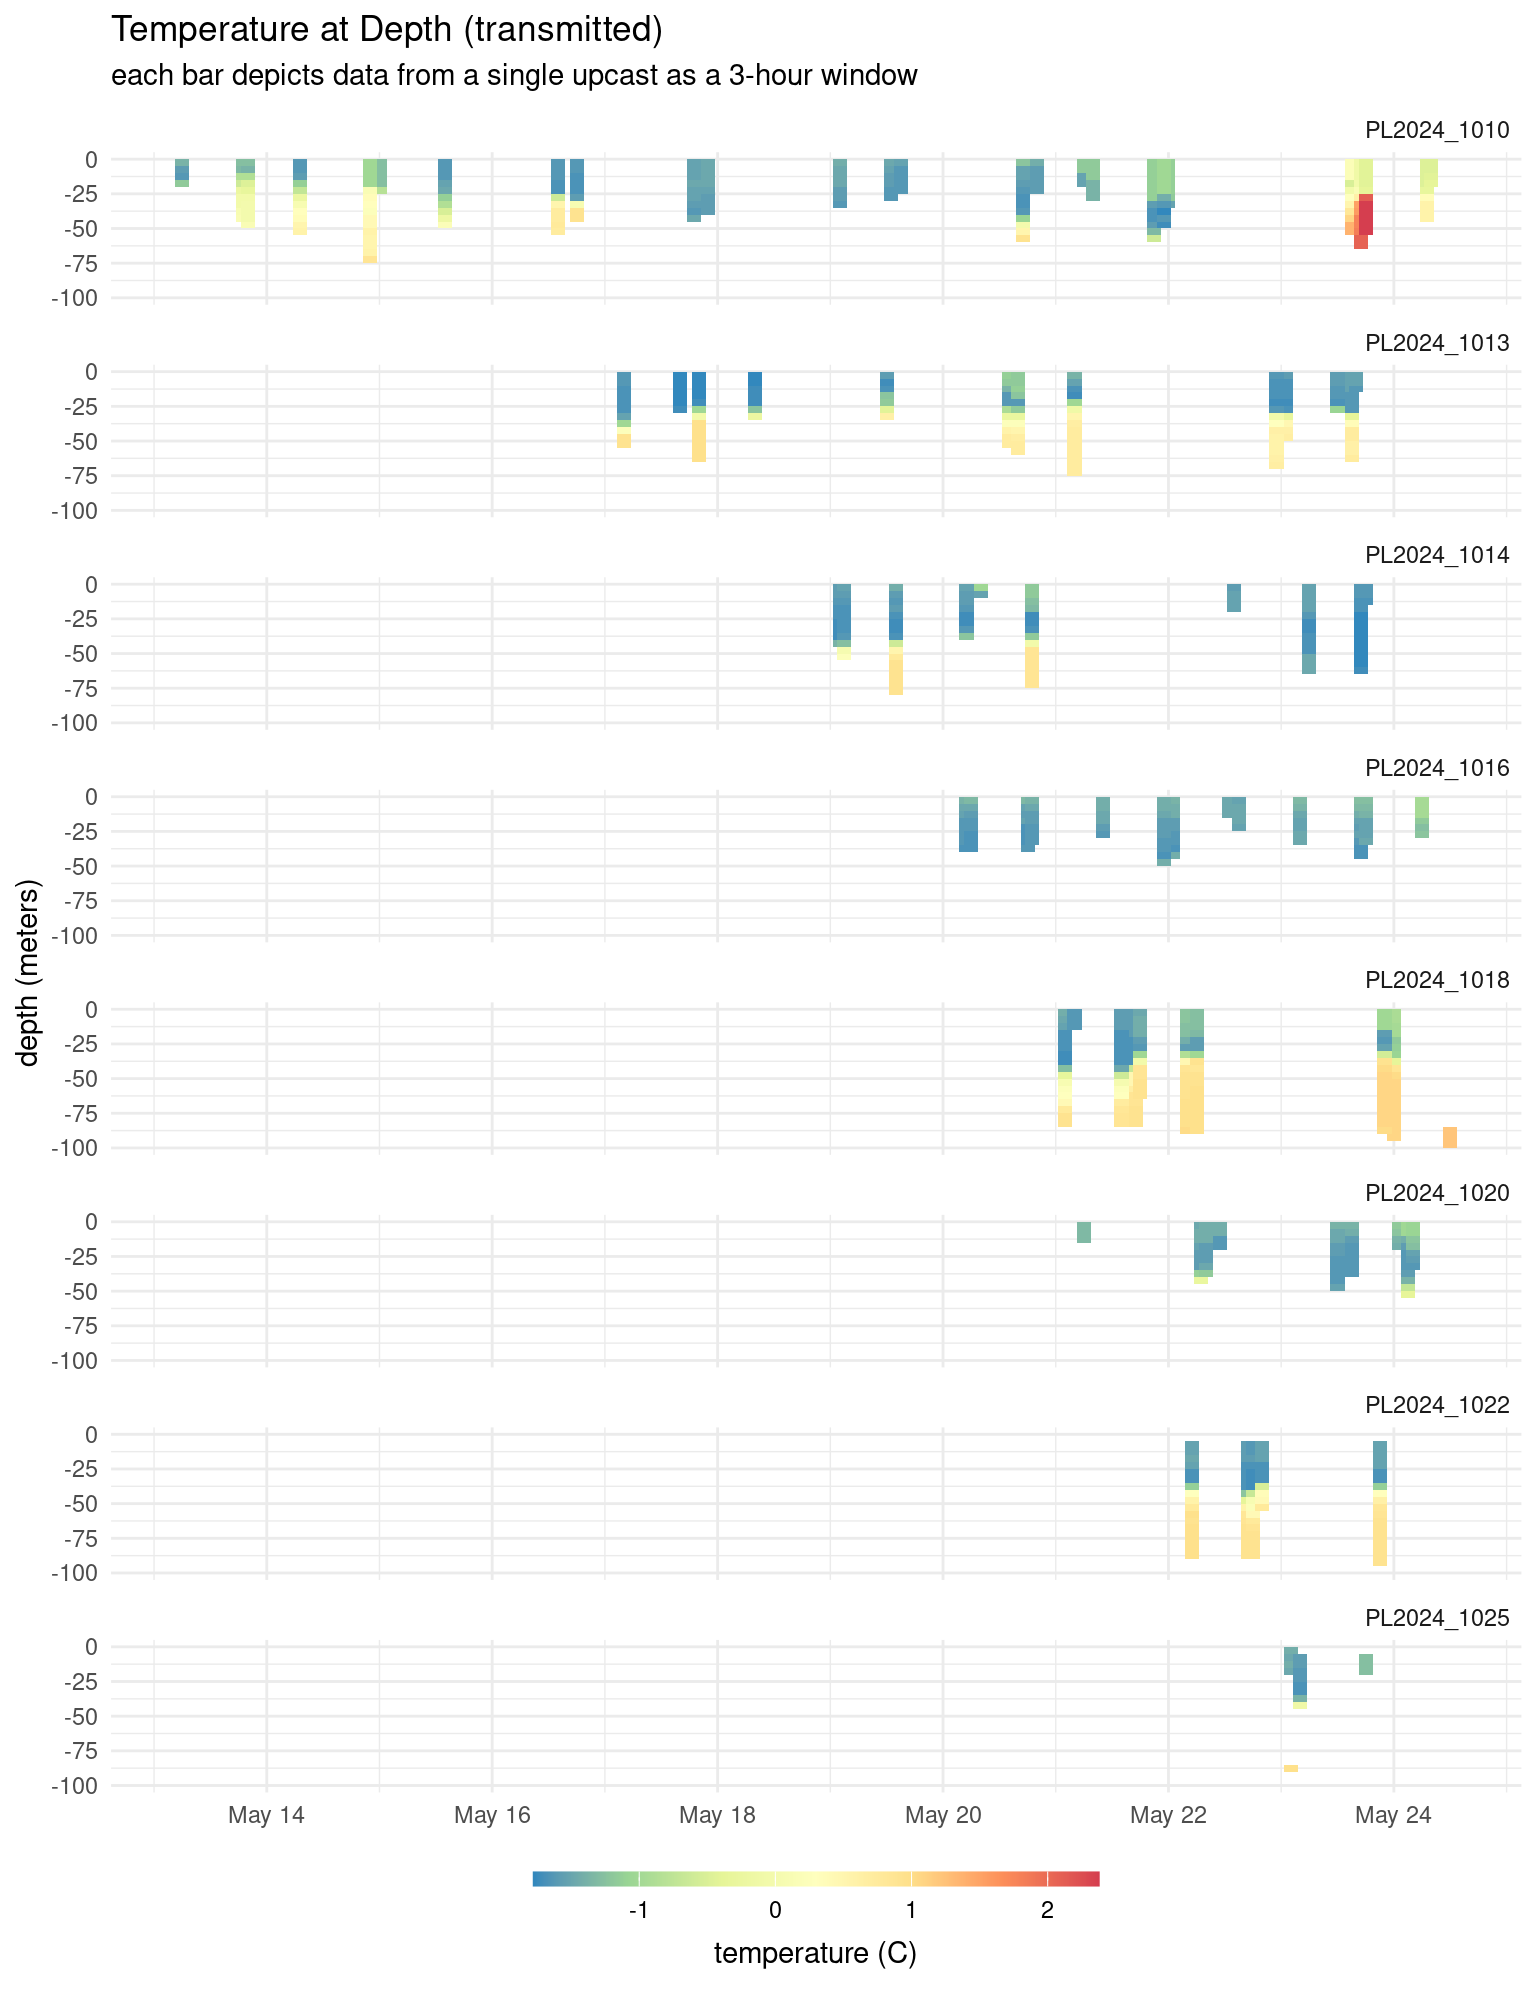 Temperature at Depth (transmitted)
each bar depicts data from a single upcast as a 3-hour window
PL2024_1010
0
-25
-50
-75
-100
PL2024_1013
0
-25
-50
-75
-100
PL2024_1014
0
-25
-50
-75
-100
PL2024_1016
0
-25
-50
-75
-100
depth (meters)
PL2024_1018
0
-25
-50
-75
-100
PL2024_1020
0
-25
-50
-75
-100
PL2024_1022
0
-25
-50
-75
-100
PL2024_1025
0
-25
-50
-75
-100
May 14 May 16 May 18 May 20 May 22 May 24
-1 0 1 2
temperature (C)